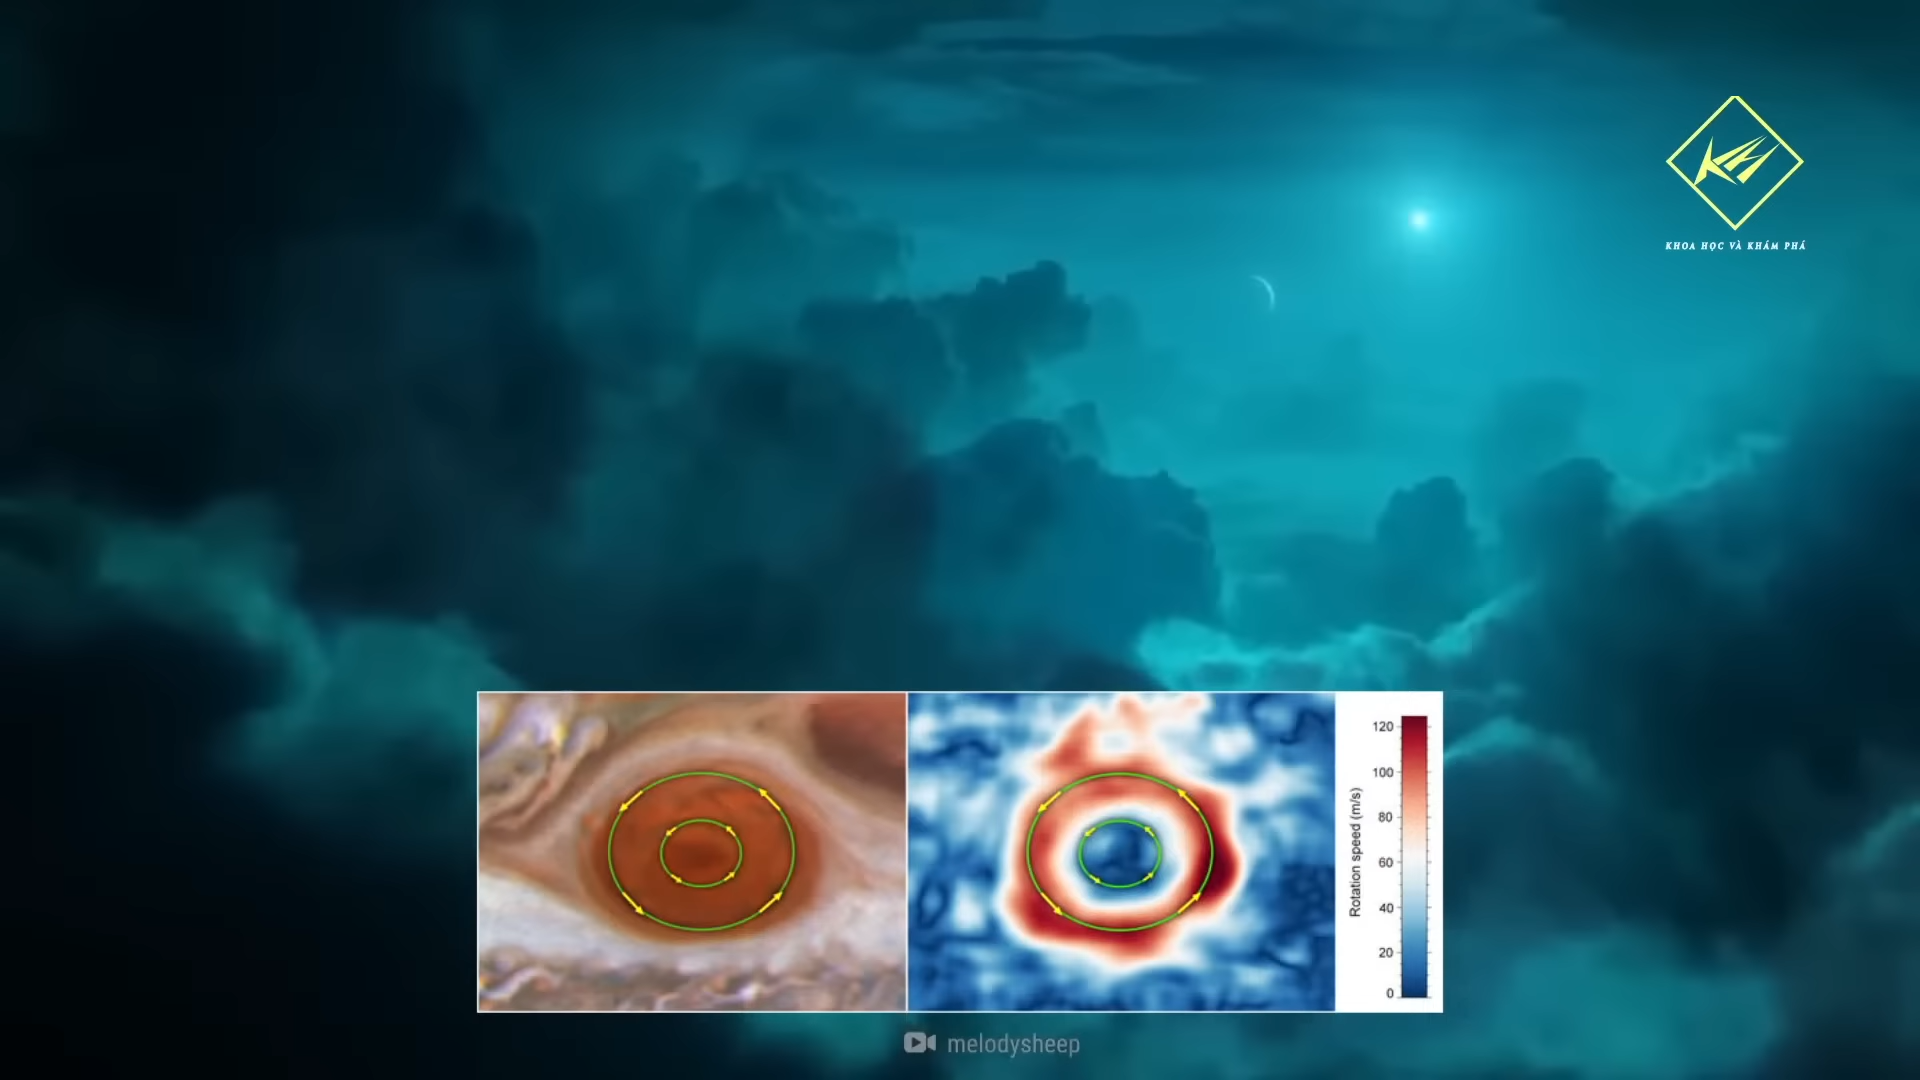 KHOA HỌC VÀ KHÁM PHÁ
120
100
80
60
40
20
0
Rotation speed (m/s)
melodysheep